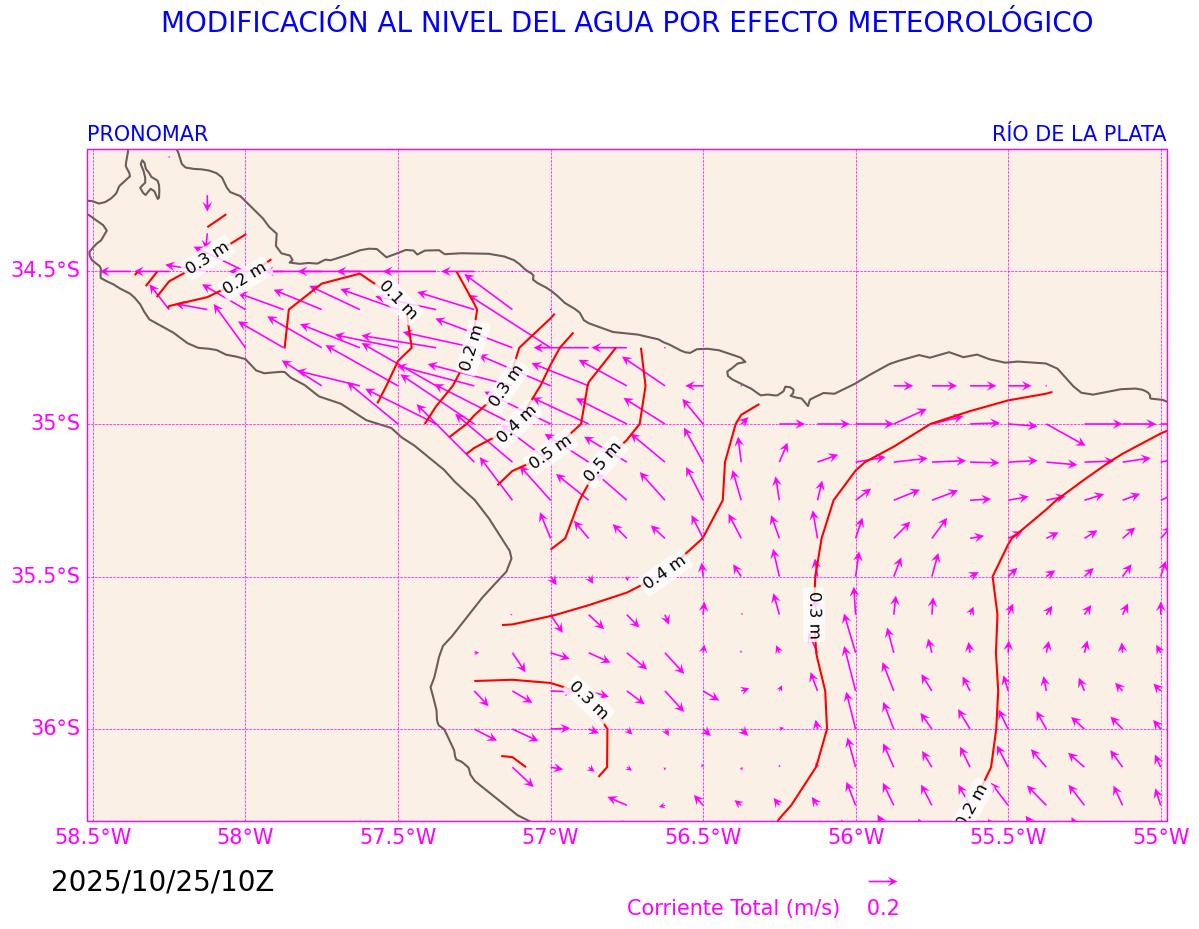 MODIFICACIÓN AL NIVEL DEL AGUA POR EFECTO METEOROLÓGICO
PRONOMAR
RÍO DE LA PLATA
0.3 m
0.2 m
34.5°S
0.1 m
0.2 m
0.3 m
0.4 m
35°S
0.5 m
0.5 m
0.4 m
35.5°S
0.3 m
0.3 m
36°S
0.2 m
58.5°W 58°W 57.5°W 57°W 56.5°W 56°W 55.5°W 55°W
2025/10/25/10Z
Corriente Total (m/s) 0.2